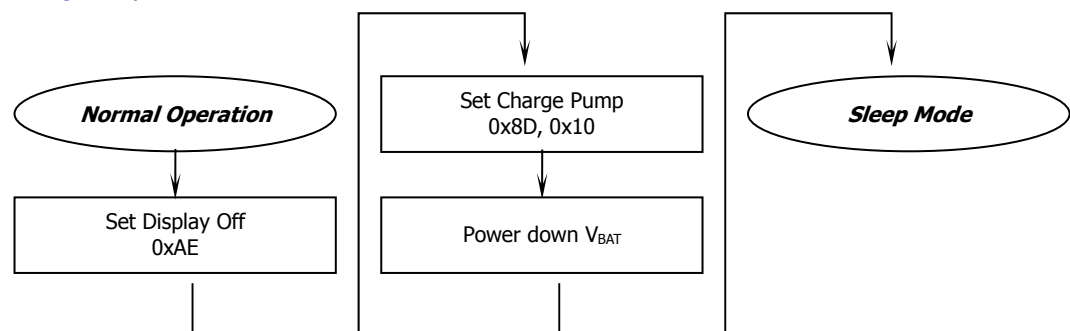 Normal Operation
Set Display Off
0xAE
Set Charge Pump
0x8D, 0x10
Power down VBAT
Sleep Mode